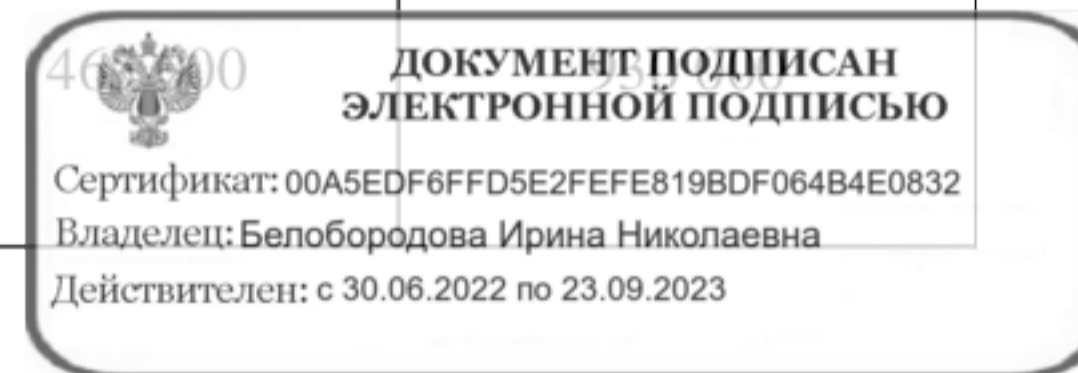 ДОКУМЕНТ ПОДПИСАН
ЭЛЕКТРОННОЙ ПОДПИСЬЮ
Сертификат: 00A5EDF6FFD5E2FEFE819BDF064B4E0832
Владелец: Белобородова Ирина Николаевна
Действителен: с 30.06.2022 по 23.09.2023